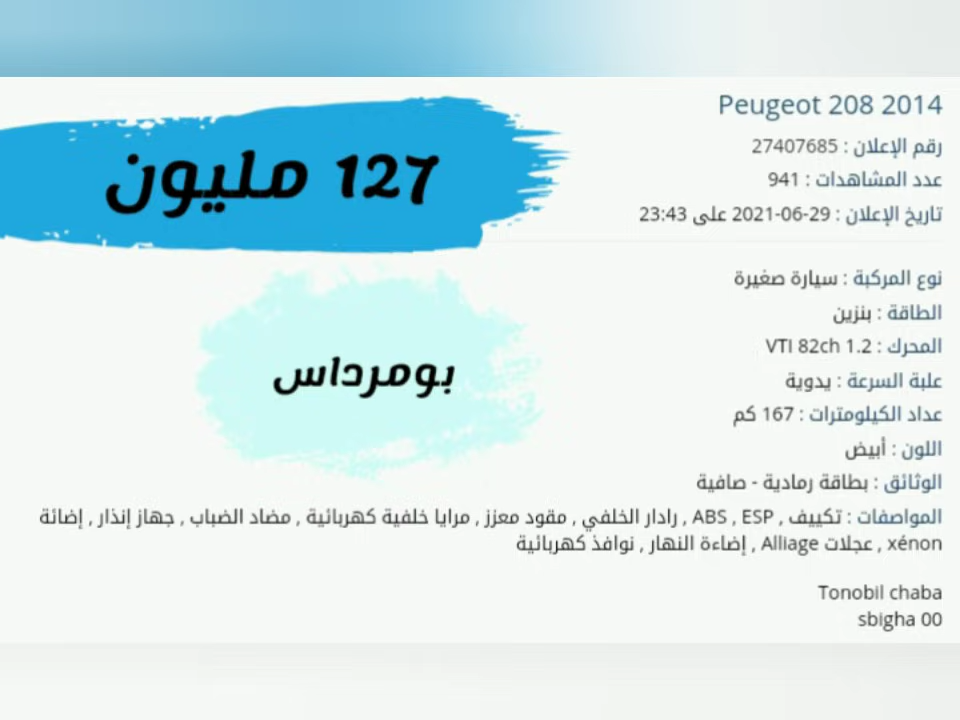 Peugeot 208 2014
رقم الإعلان : 27407685
عدد المشاهدات : 941
تاريخ الإعلان : 29-06-2021 على 23:43
127 مليون
بومرداس
نوع المركبة : سيارة صغيرة
الطاقة : بنزين
المحرك : 1.2 VTI 82ch
علبة السرعة : يدوية
عداد الكيلومترات : 167 كم
اللون : أبيض
الوثائق : بطاقة رمادية - صافية
المواصفات : تكييف , ABS , ESP , رادار الخلفي , مقود معزز , مرايا خلفية كهربائية , مضاد الضباب , جهاز إنذار , إضائة
xénon , عجلات Alliage , إضاءة النهار , نوافذ كهربائية
Tonobil chaba
sbigha 00